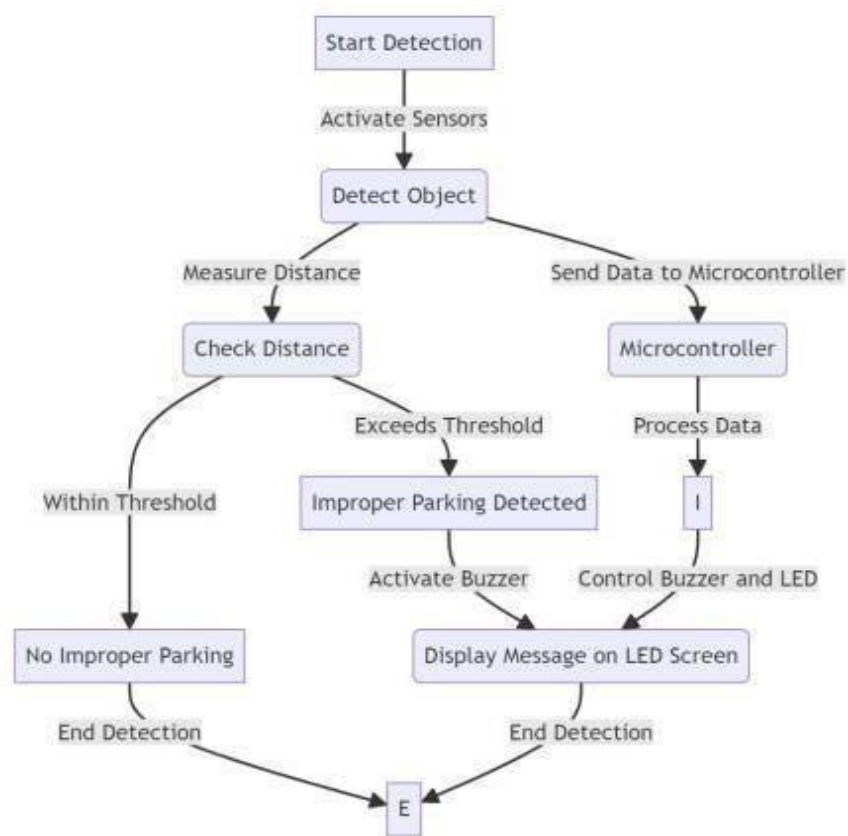 Start Detection
Activate Sensors
Detect Object
Measure Distance
Send Data to Microcontroller
Check Distance
Microcontroller
Exceeds Threshold
Process Data
Within Threshold
Improper Parking Detected
I
Activate Buzzer
Control Buzzer and LED
No Improper Parking
Display Message on LED Screen
End Detection
End Detection
E